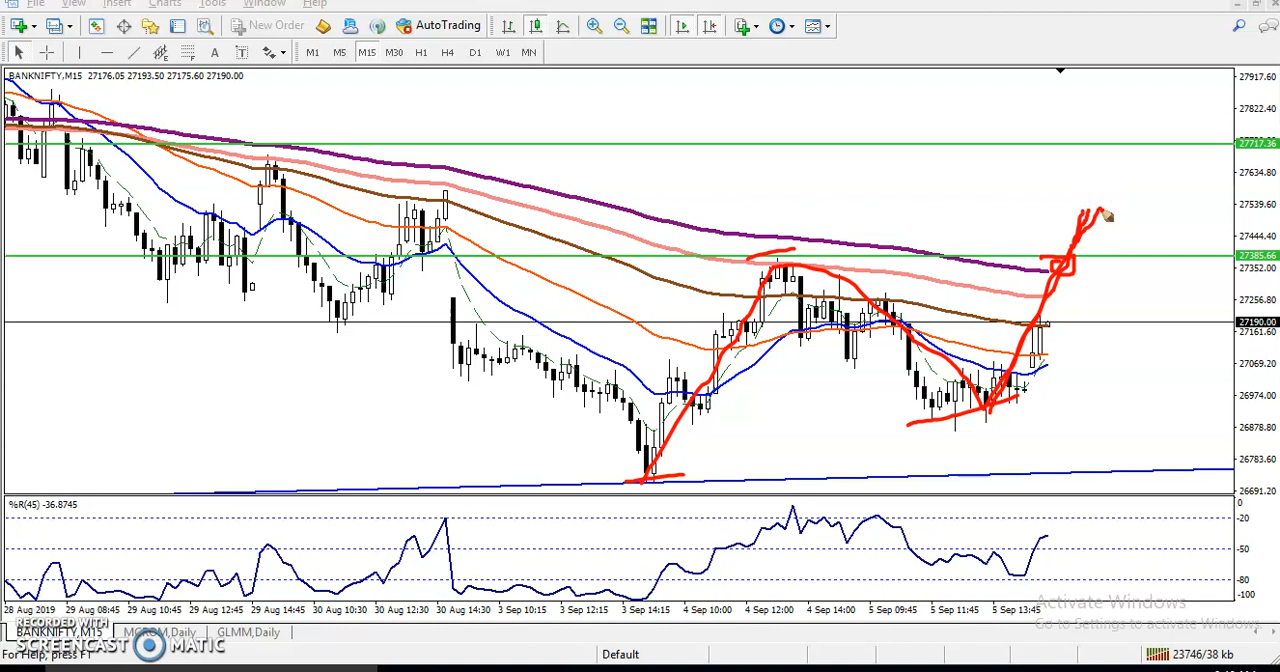 File View Insert Charts Tools Window Help
New Order AutoTrading
A T M1 M5 M15 M30 H1 H4 D1 W1 MN
BANKNIFTY,M15 27176.05 27193.50 27175.60 27190.00
27917.60
27822.40
27717.36
27634.80
27539.60
27444.40
27385.66
27352.00
27256.80
27190.00
27161.60
27069.20
26974.00
26878.80
26783.60
26691.20
%R(45) -36.8745
0
-20
-50
-80
-100
28 Aug 2019 29 Aug 08:45 29 Aug 10:45 29 Aug 12:45 29 Aug 14:45 30 Aug 10:30 30 Aug 12:30 30 Aug 14:30 3 Sep 10:15 3 Sep 12:15 3 Sep 14:15 4 Sep 10:00 4 Sep 12:00 4 Sep 14:00 5 Sep 09:45 5 Sep 11:45 5 Sep 13:45
Activate Windows
Go to Settings to activate Windows.
BANKNIFTY,M15 MCROM,Daily GLMM,Daily
RECORDED WITH
SCREENCAST MATIC
For Help, press F1 Default 23746/38 kb